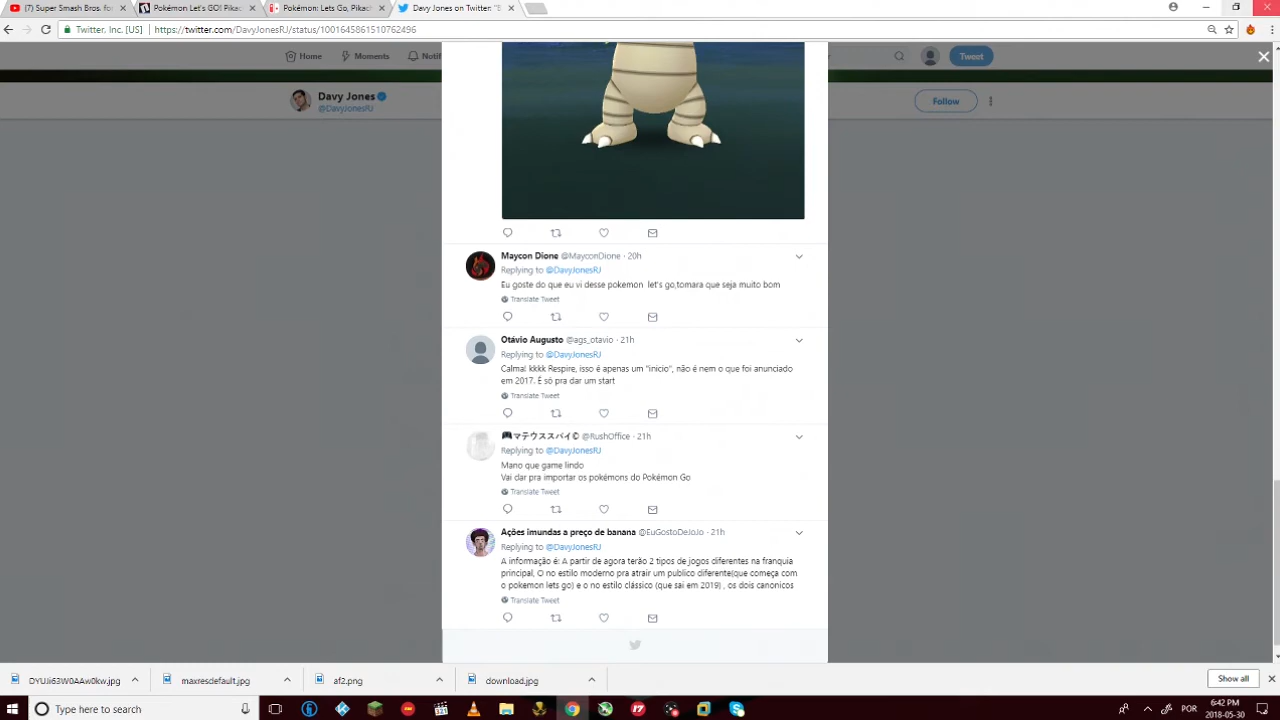 (7) Super Smash Bros. for
Pokémon Let's GO! Pikac
Pokémon: Lets Go, Pikac
Davy Jones on Twitter: "E
Twitter, Inc. [US]
https://twitter.com/DavyJonesRJ/status/1001645861510762496
Home
Moments
Notif
Tweet
Davy Jones
@DavyJonesRJ
Follow
Maycon Dione @MayconDione · 20h
Replying to @DavyJonesRJ
Eu goste do que eu vi desse pokemon let's go,tomara que seja muito bom
Translate Tweet
Otávio Augusto @ags_otavio · 21h
Replying to @DavyJonesRJ
Calma! kkkk Respire, isso é apenas um "inicio", não é nem o que foi anunciado
em 2017. É só pra dar um start
Translate Tweet
マテウススパイ© @RushOffice · 21h
Replying to @DavyJonesRJ
Mano que game lindo
Vai dar pra importar os pokémons do Pokémon Go
Translate Tweet
Ações imundas a preço de banana @EuGostoDeJoJo · 21h
Replying to @DavyJonesRJ
A informação é: A partir de agora terão 2 tipos de jogos diferentes na franquia
principal, O no estilo moderno pra atrair um publico diferente(que começa com
o pokemon lets go) e o no estilo clássico (que sai em 2019) , os dois canonicos
Translate Tweet
DYUJi63W0AAw0kw.jpg
maxresdefault.jpg
af2.png
download.jpg
Show all
Type here to search
POR
6:42 PM
2018-05-30